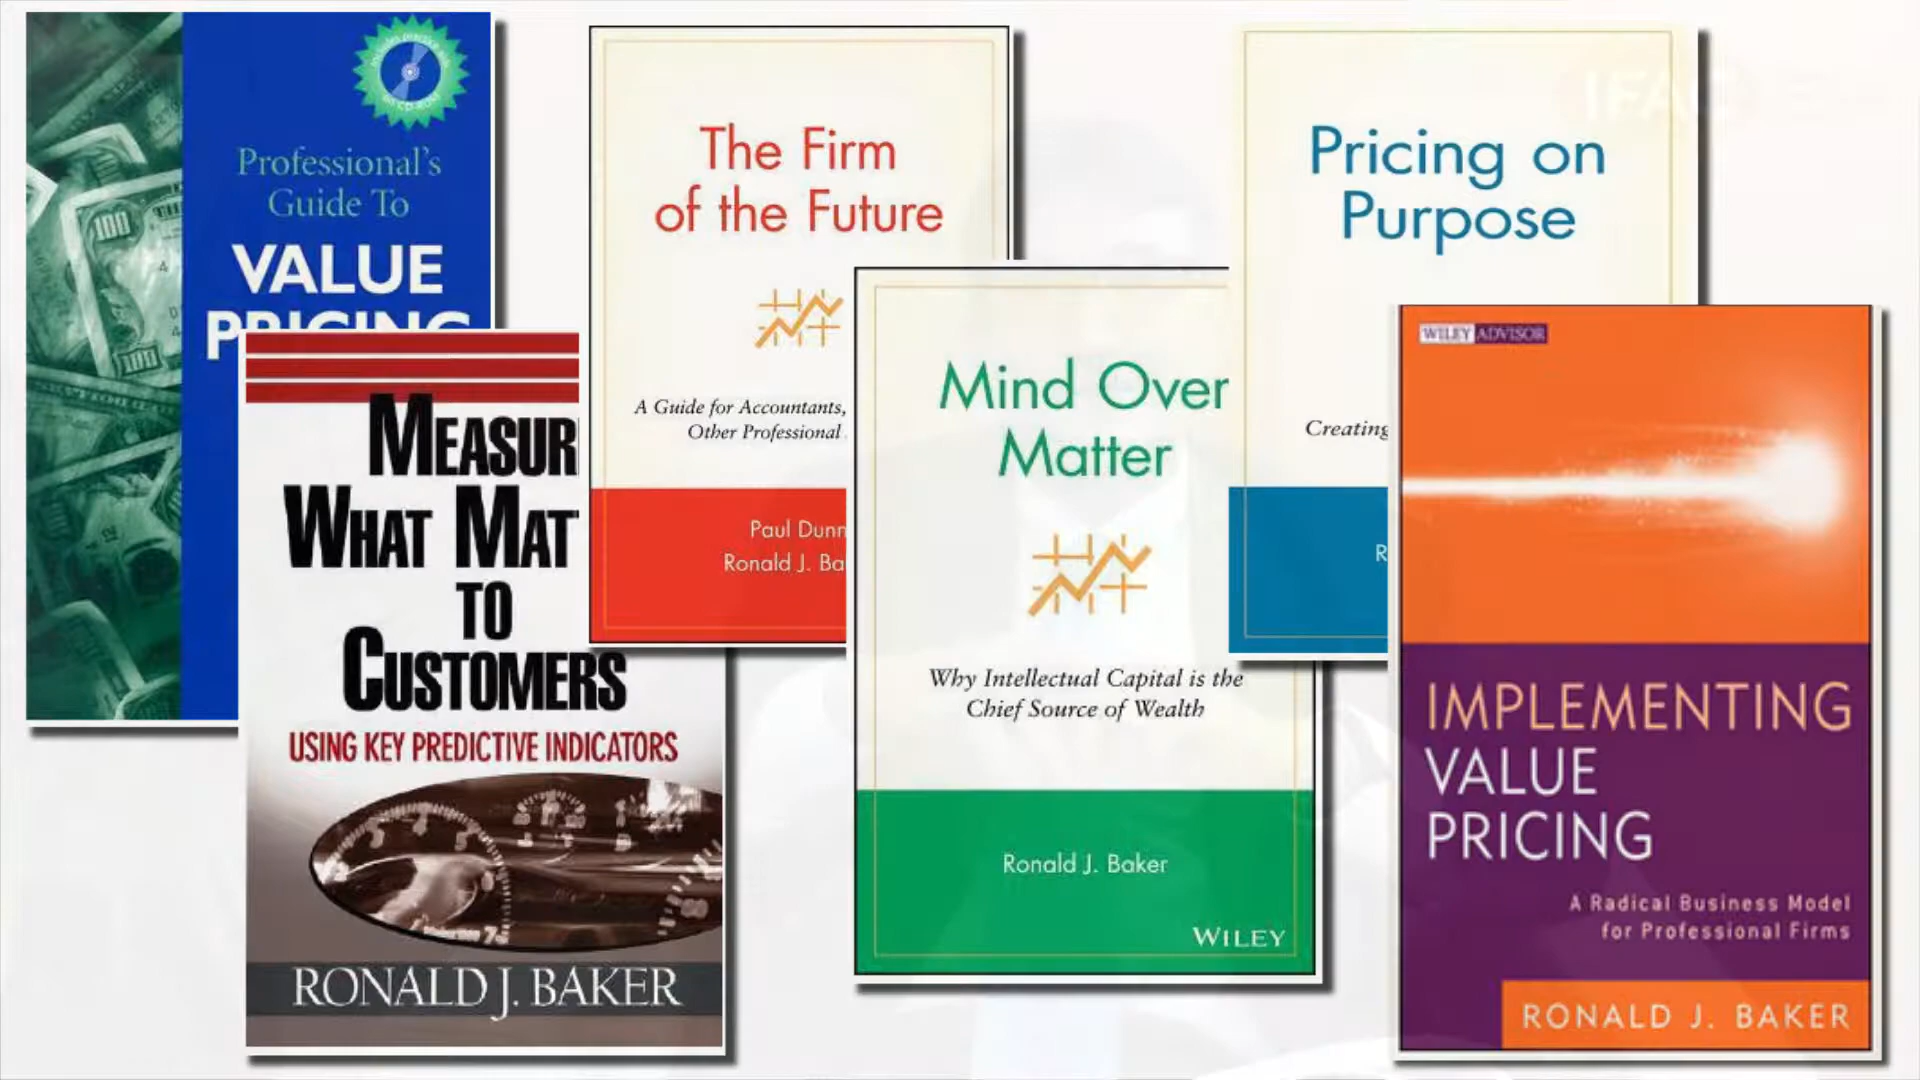 Professional's
Guide To
VALUE
PRICING
MEASUR
WHAT MAT
TO
CUSTOMERS
USING KEY PREDICTIVE INDICATORS
RONALD J. BAKER
The Firm
of the Future
A Guide for Accountants,
Other Professional
Paul Dunn
Ronald J. Ba
Mind Over
Matter
Why Intellectual Capital is the
Chief Source of Wealth
Ronald J. Baker
WILEY
Pricing on
Purpose
Creating
R
WILEY ADVISOR
IMPLEMENTING
VALUE
PRICING
A Radical Business Model
for Professional Firms
RONALD J. BAKER